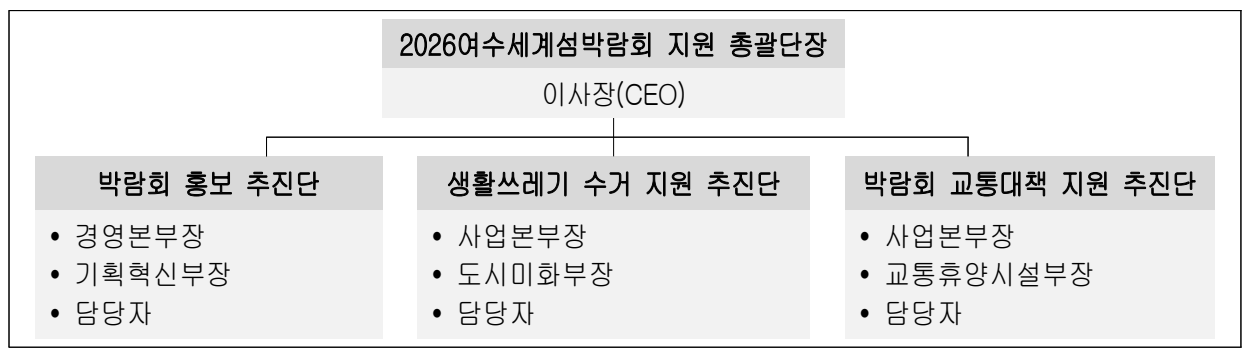 2026여수세계섬박람회 지원 총괄단장
이사장(CEO)
박람회 홍보 추진단
• 경영본부장
• 기획혁신부장
• 담당자
생활쓰레기 수거 지원 추진단
• 사업본부장
• 도시미화부장
• 담당자
박람회 교통대책 지원 추진단
• 사업본부장
• 교통휴양시설부장
• 담당자